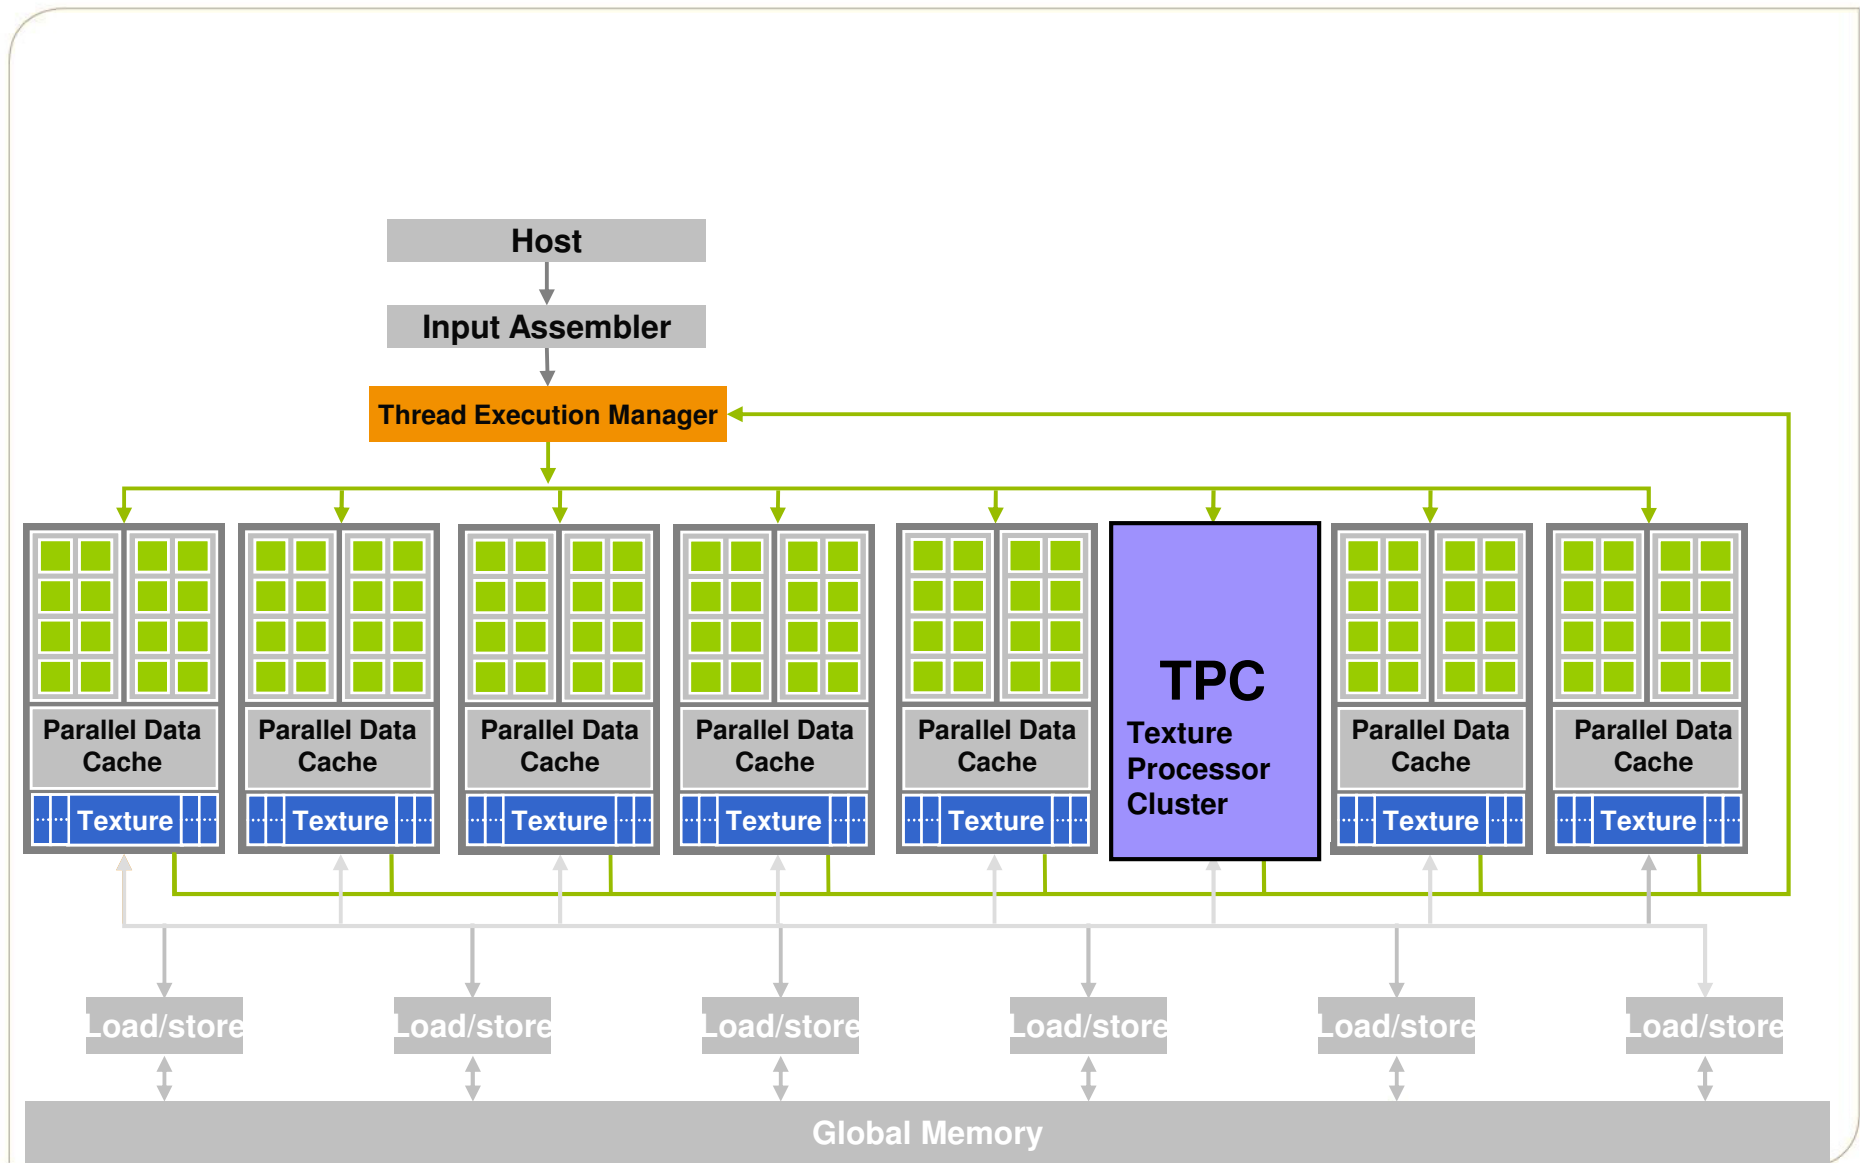 Host
Input Assembler
Thread Execution Manager
Parallel Data
Cache
Texture
Parallel Data
Cache
Texture
Parallel Data
Cache
Texture
Parallel Data
Cache
Texture
Parallel Data
Cache
Texture
TPC
Texture
Processor
Cluster
Parallel Data
Cache
Texture
Parallel Data
Cache
Texture
Load/store
Load/store
Load/store
Load/store
Load/store
Load/store
Global Memory